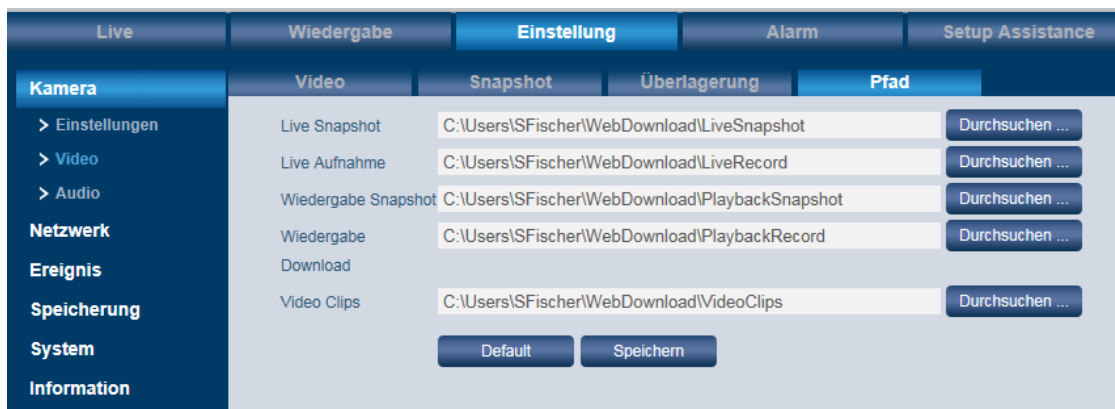 Live Wiedergabe Einstellung Alarm Setup Assistance
Kamera Video Snapshot Überlagerung Pfad
> Einstellungen Live Snapshot C:\Users\SFischer\WebDownload\LiveSnapshot Durchsuchen ...
> Video Live Aufnahme C:\Users\SFischer\WebDownload\LiveRecord Durchsuchen ...
> Audio Wiedergabe Snapshot C:\Users\SFischer\WebDownload\PlaybackSnapshot Durchsuchen ...
Netzwerk Wiedergabe C:\Users\SFischer\WebDownload\PlaybackRecord Durchsuchen ...
Ereignis Download
Speicherung Video Clips C:\Users\SFischer\WebDownload\VideoClips Durchsuchen ...
System Default Speichern
Information